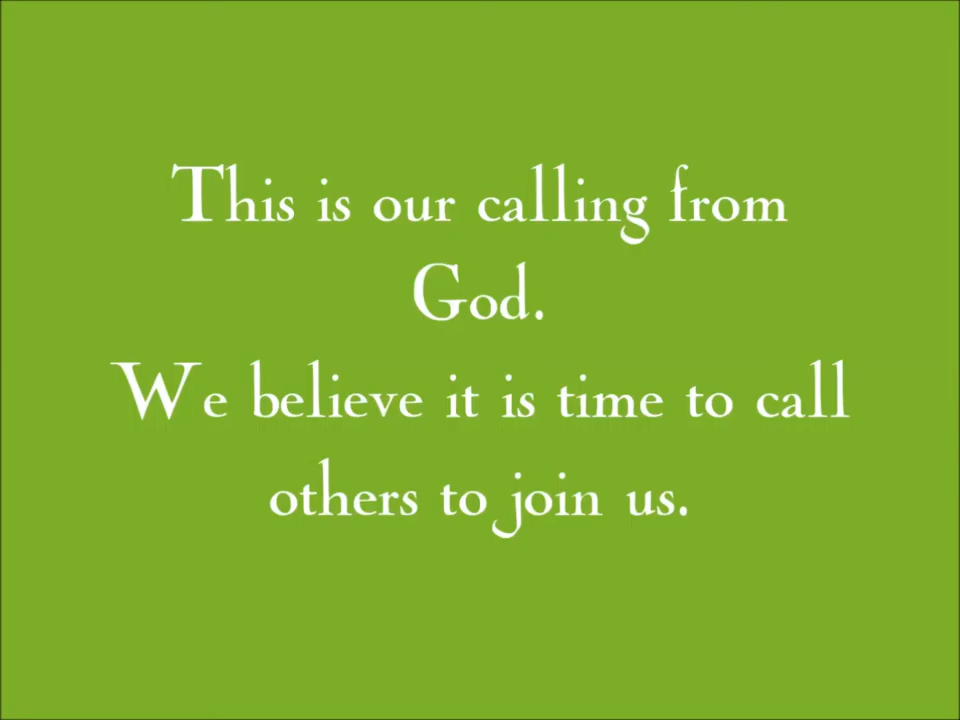 This is our calling from
God.
We believe it is time to call
others to join us.